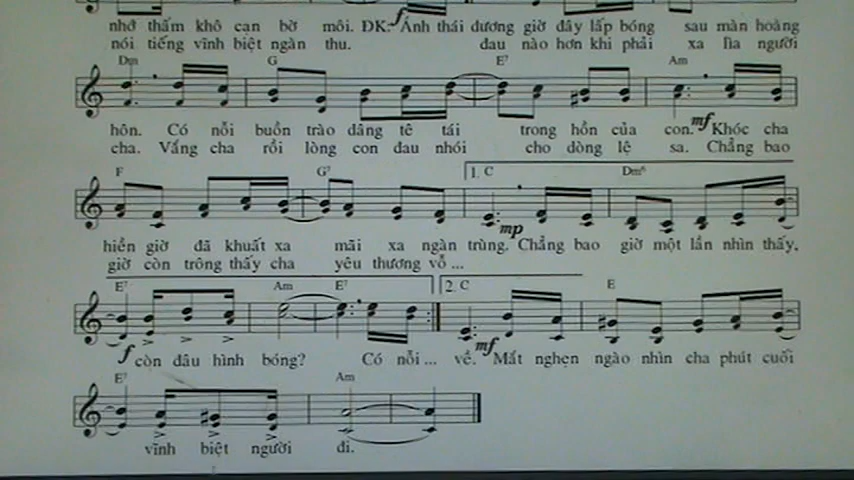 nhớ thẳm khô cạn bờ môi. ĐK: Ánh thái dương giờ đây lấp bóng sau màn hoàng
nói tiếng vĩnh biệt ngàn thu. đau nào hơn khi phải xa lìa người
Dm G E7 Am
hôn. Có nỗi buồn trào dâng tê tái trong hồn của con. mf Khóc cha
cha. Vắng cha rồi lòng con đau nhói cho dòng lệ sa. Chẳng bao
F G7 1. C Dm6
mp
hiền giờ đã khuất xa mãi xa ngàn trùng. Chẳng bao giờ một lần nhìn thấy,
giờ còn trông thấy cha yêu thương vỗ ...
E7 Am E7 2. C E
f còn đâu hình bóng? Có nỗi ... về. mf Mắt nghẹn ngào nhìn cha phút cuối
E7 Am
vĩnh biệt người đi.